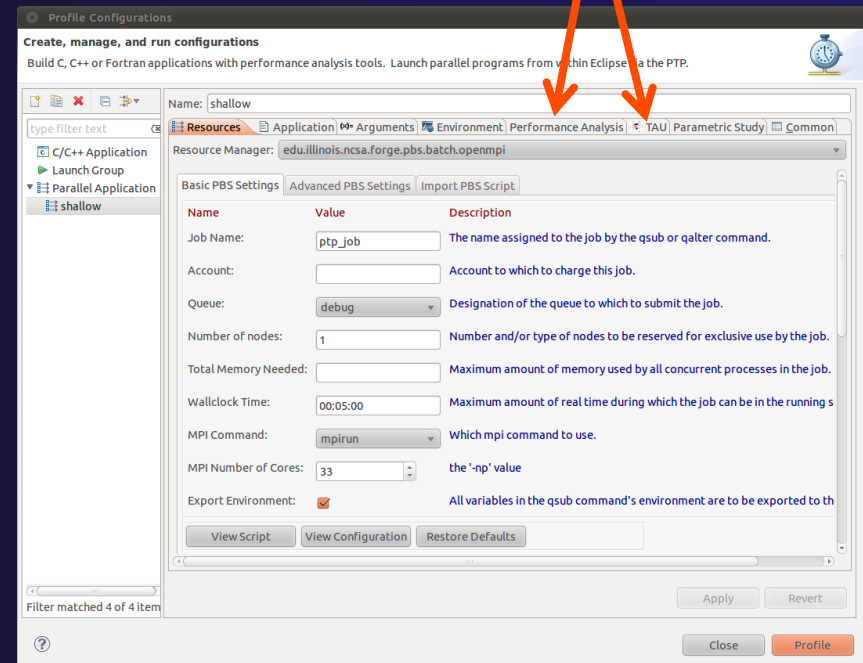 Profile Configurations
Create, manage, and run configurations
Build C, C++ or Fortran applications with performance analysis tools. Launch parallel programs from within Eclipse via the PTP.
Name: shallow
type filter text
Resources Application Arguments Environment Performance Analysis TAU Parametric Study Common
C/C++ Application
Resource Manager: edu.illinois.ncsa.forge.pbs.batch.openmpi
Launch Group
Parallel Application
shallow
Basic PBS Settings Advanced PBS Settings Import PBS Script
Name Value Description
Job Name: ptp_job The name assigned to the job by the qsub or qalter command.
Account: Account to which to charge this job.
Queue: debug Designation of the queue to which to submit the job.
Number of nodes: 1 Number and/or type of nodes to be reserved for exclusive use by the job.
Total Memory Needed: Maximum amount of memory used by all concurrent processes in the job.
Wallclock Time: 00:05:00 Maximum amount of real time during which the job can be in the running s
MPI Command: mpirun Which mpi command to use.
MPI Number of Cores: 33 the '-np' value
Export Environment: All variables in the qsub command's environment are to be exported to th
View Script View Configuration Restore Defaults
Apply Revert
Filter matched 4 of 4 item
Close Profile